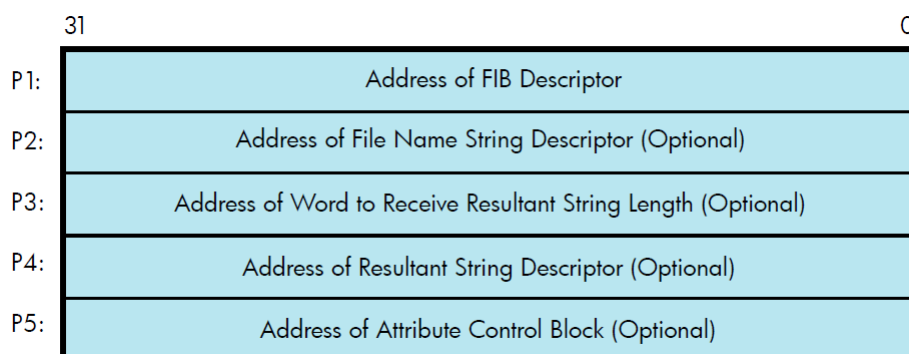 31 0
P1: Address of FIB Descriptor
P2: Address of File Name String Descriptor (Optional)
P3: Address of Word to Receive Resultant String Length (Optional)
P4: Address of Resultant String Descriptor (Optional)
P5: Address of Attribute Control Block (Optional)